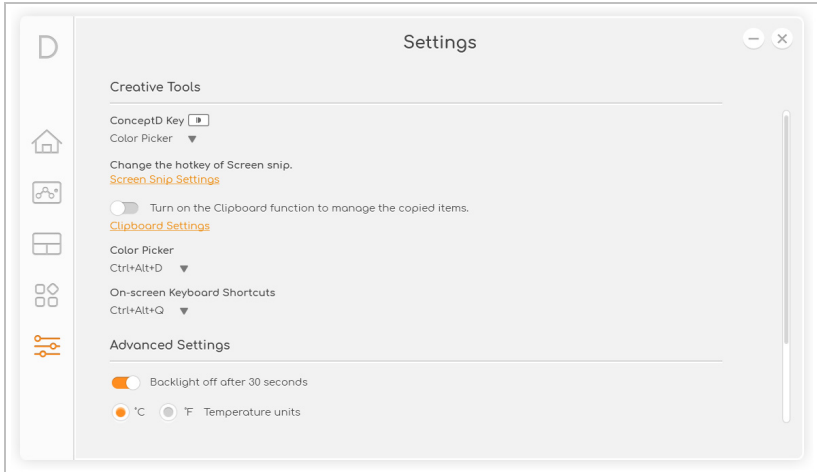 D
Settings
Creative Tools
ConceptD Key
Color Picker
Change the hotkey of Screen snip.
Screen Snip Settings
Turn on the Clipboard function to manage the copied items.
Clipboard Settings
Color Picker
Ctrl+Alt+D
On-screen Keyboard Shortcuts
Ctrl+Alt+Q
Advanced Settings
Backlight off after 30 seconds
°C °F Temperature units